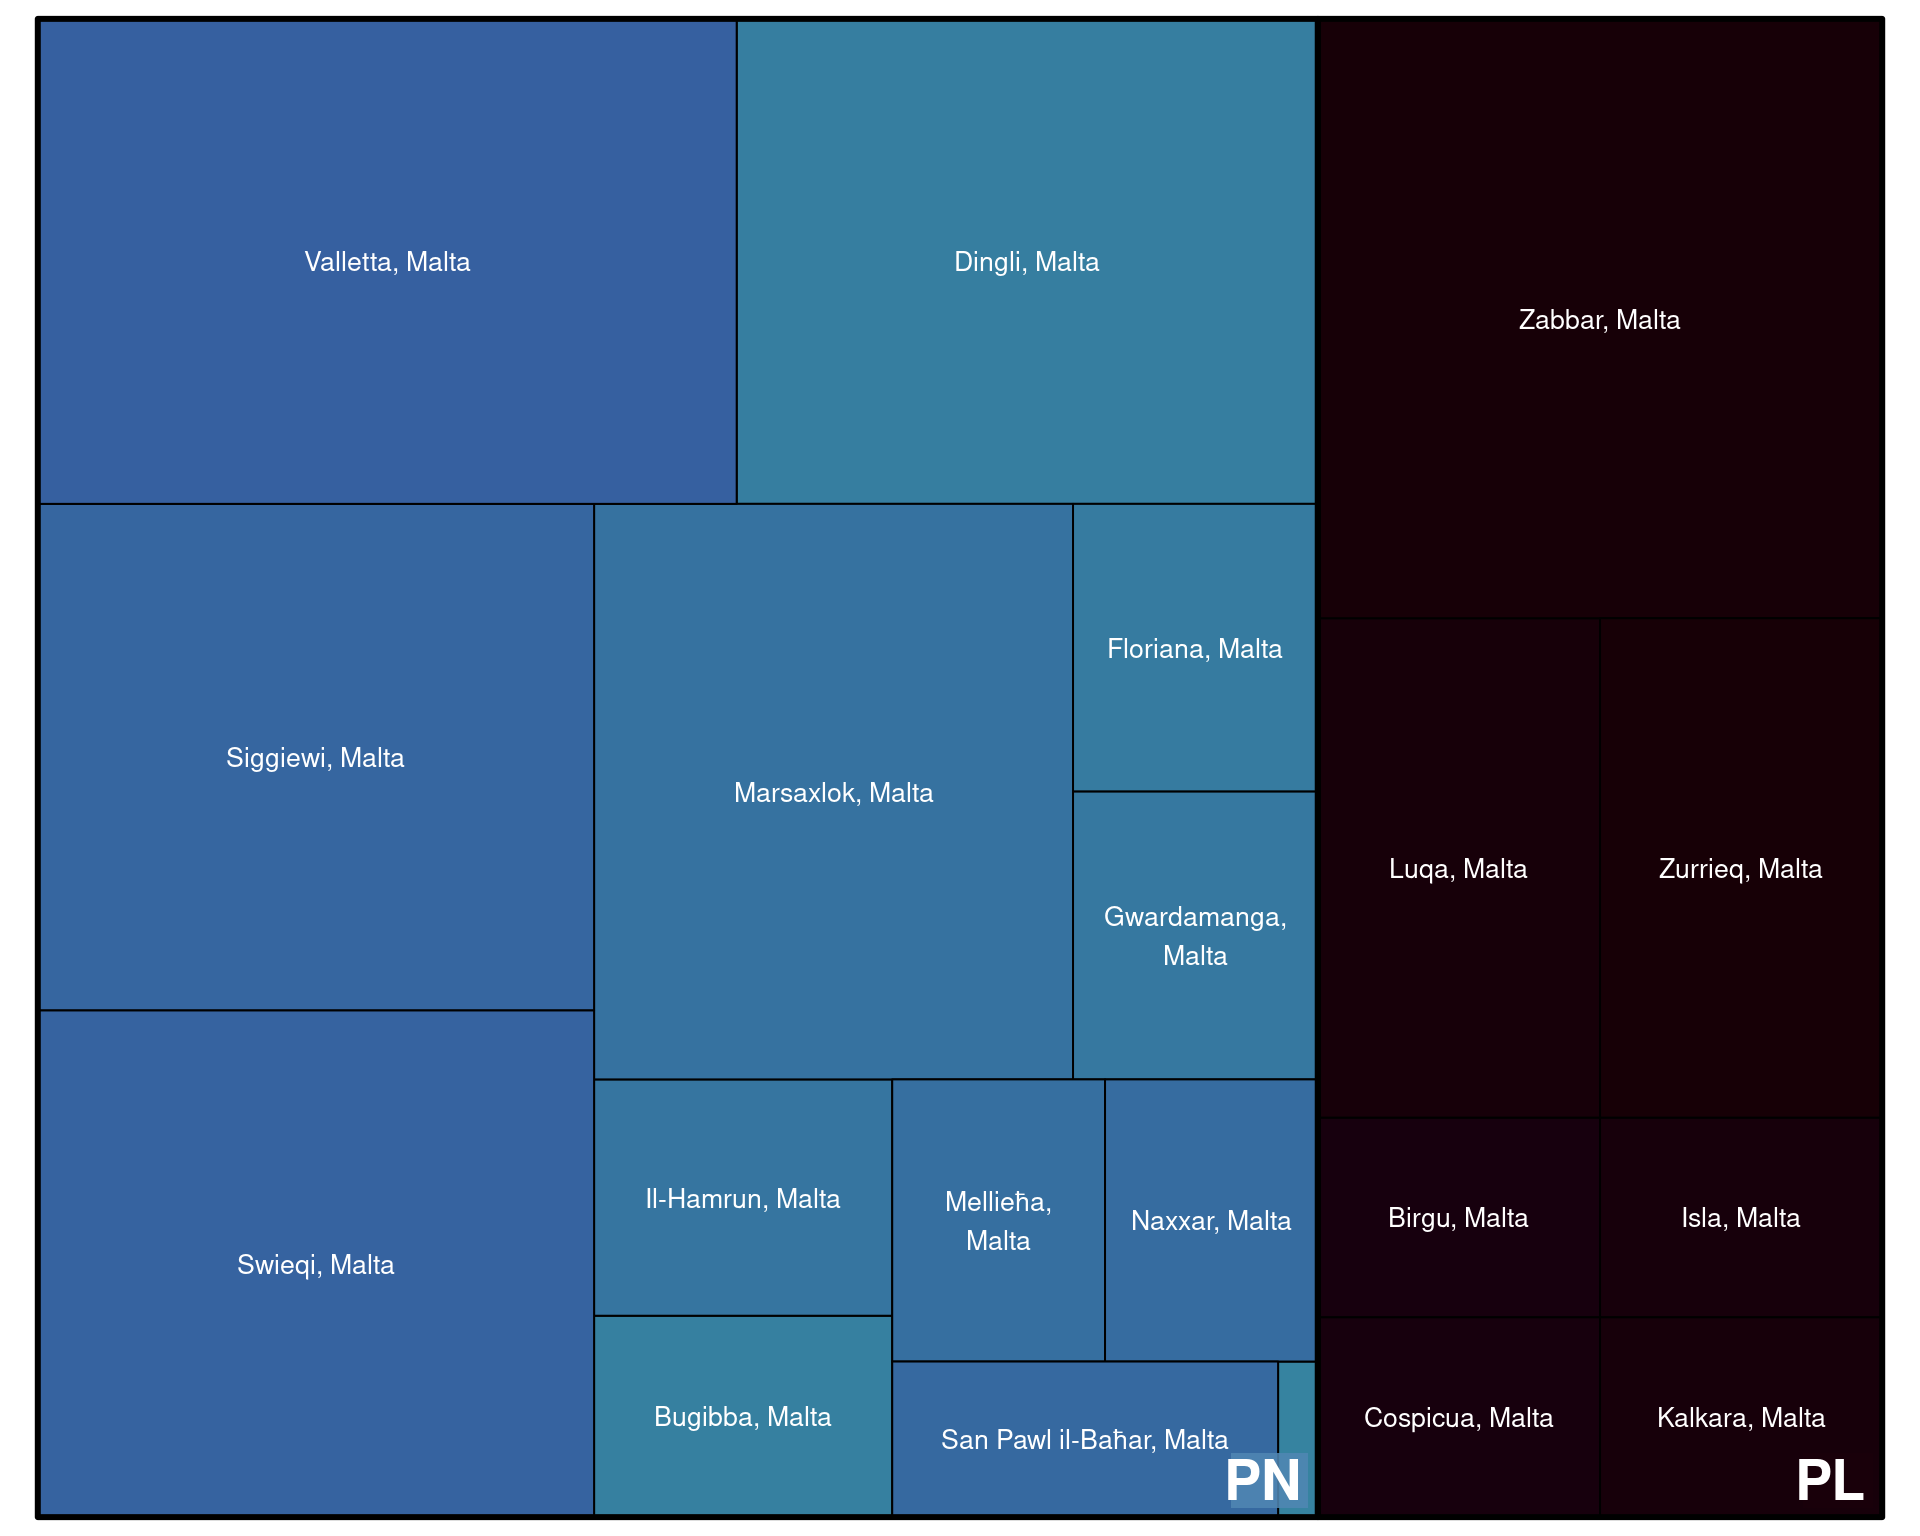 Valletta, Malta
Dingli, Malta
Zabbar, Malta
Floriana, Malta
Siggiewi, Malta
Marsaxlok, Malta
Luqa, Malta
Zurrieq, Malta
Gwardamanga,
Malta
Il-Hamrun, Malta
Mellieħa,
Malta
Naxxar, Malta
Birgu, Malta
Isla, Malta
Swieqi, Malta
Bugibba, Malta
San Pawl il-Baħar, Malta
Cospicua, Malta
Kalkara, Malta
PN
PL